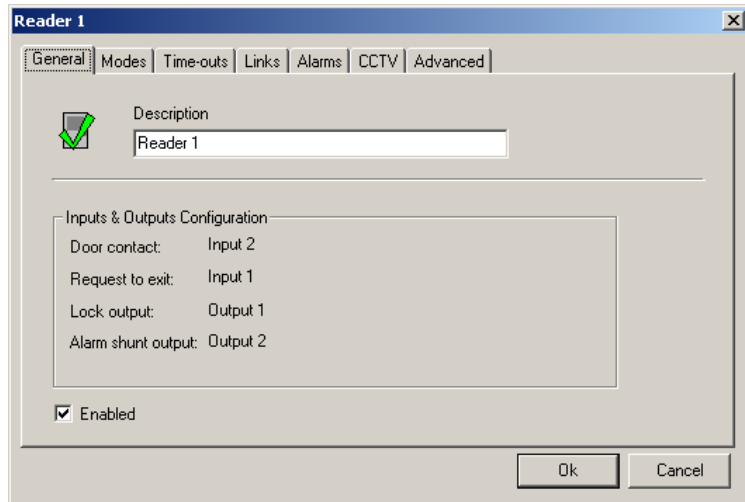 Reader 1
General Modes Time-outs Links Alarms CCTV Advanced
Description
Reader 1
Inputs & Outputs Configuration
Door contact: Input 2
Request to exit: Input 1
Lock output: Output 1
Alarm shunt output: Output 2
Enabled
Ok Cancel